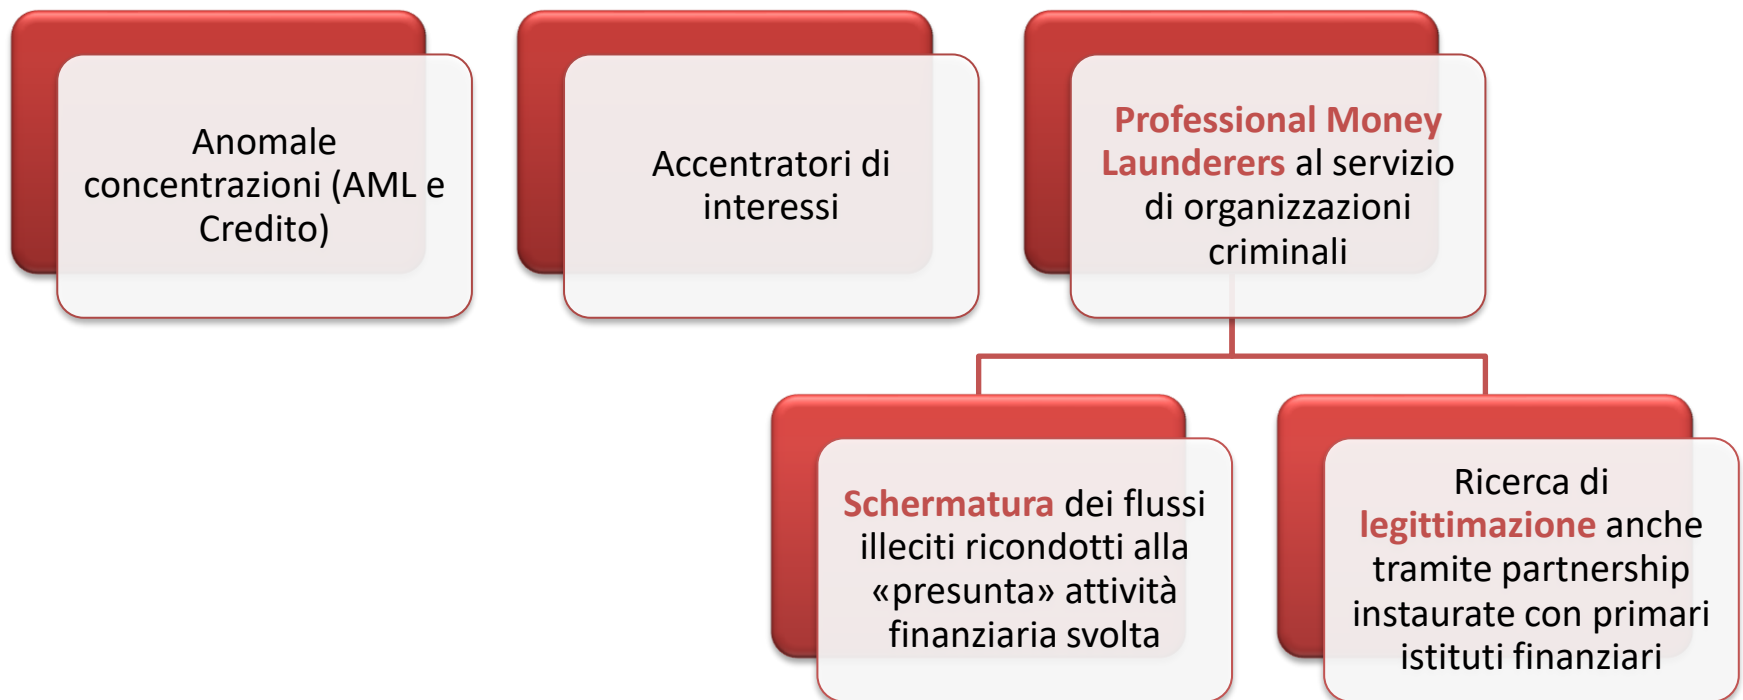 Anomale
concentrazioni (AML e
Credito)
Accentratori di
interessi
Professional Money
Launderers al servizio
di organizzazioni
criminali
Schermatura dei flussi
illeciti ricondotti alla
«presunta» attività
finanziaria svolta
Ricerca di
legittimazione anche
tramite partnership
instaurate con primari
istituti finanziari